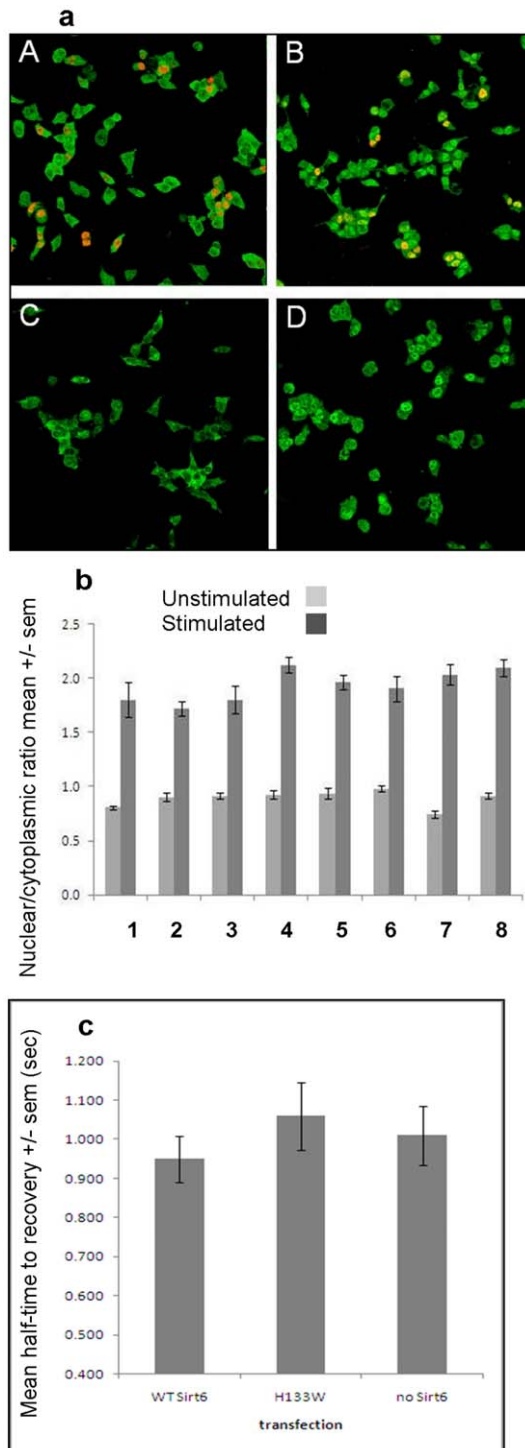 a
A
B
C
D
b
Unstimulated
Stimulated
Nuclear/cytoplasmic ratio mean +/- sem
2.5
2.0
1.5
1.0
0.5
0.0
1 2 3 4 5 6 7 8
c
Mean half-time to recovery +/- sem (sec)
1.200
1.100
1.000
0.900
0.800
0.700
0.600
0.500
0.400
WT Sirt6 H133W no Sirt6
transfection